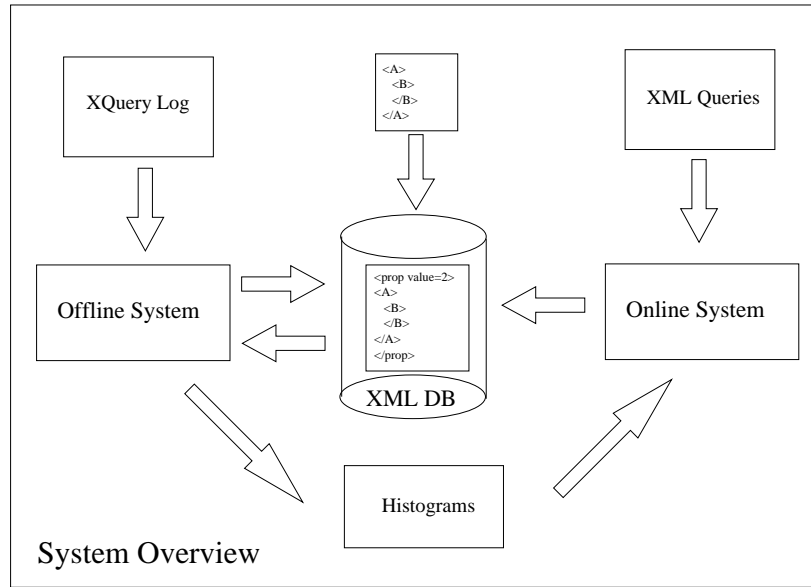 XQuery Log
<A>
<B>
</B>
</A>
XML Queries
Offline System
<prop value=2>
<A>
<B>
</B>
</A>
</prop>
XML DB
Online System
Histograms
System Overview